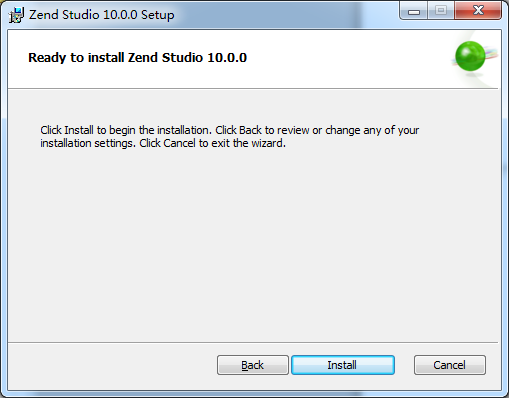 Zend Studio 10.0.0 Setup
Ready to install Zend Studio 10.0.0
Click Install to begin the installation. Click Back to review or change any of your
installation settings. Click Cancel to exit the wizard.
Back Install Cancel